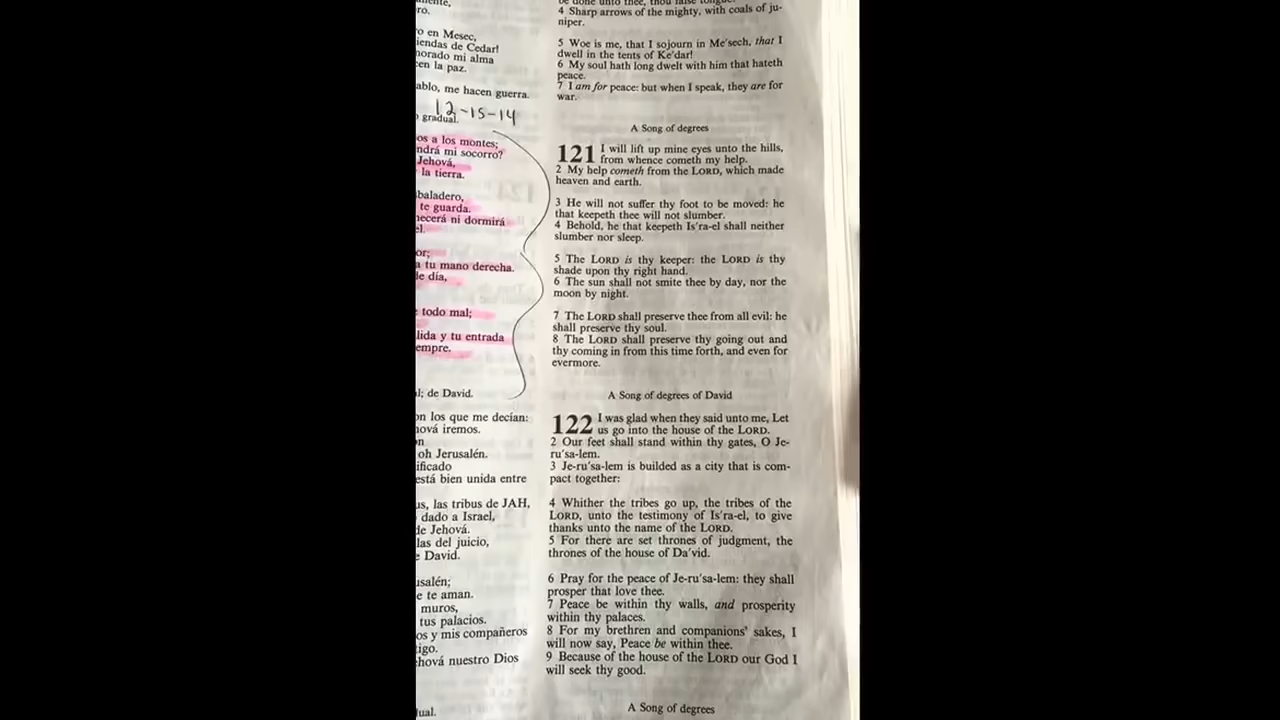 ro.
o en Mesec,
iendas de Cedar!
norado mi alma
en la paz.
ablo, me hacen guerra.
12-15-14
gradual.
os a los montes;
ndrá mi socorro?
Jehová,
la tierra.
baladero,
te guarda.
necerá ni dormirá
el.
or;
a tu mano derecha.
de día,
todo mal;
lida y tu entrada
empre.
l; de David.
on los que me decían:
ová iremos.
n
oh Jerusalén.
ificado
está bien unida entre
us, las tribus de JAH,
dado a Israel,
de Jehová.
las del juicio,
David.
usalén;
e te aman.
muros,
tus palacios.
os y mis compañeros
igo.
hová nuestro Dios
ual.
be done unto thee, thou false tongue?
4 Sharp arrows of the mighty, with coals of ju-
niper.
5 Woe is me, that I sojourn in Me'sech, that I
dwell in the tents of Ke'dar!
6 My soul hath long dwelt with him that hateth
peace.
7 I am for peace: but when I speak, they are for
war.
A Song of degrees
121 I will lift up mine eyes unto the hills,
from whence cometh my help.
2 My help cometh from the LORD, which made
heaven and earth.
3 He will not suffer thy foot to be moved: he
that keepeth thee will not slumber.
4 Behold, he that keepeth Is'ra-el shall neither
slumber nor sleep.
5 The LORD is thy keeper: the LORD is thy
shade upon thy right hand.
6 The sun shall not smite thee by day, nor the
moon by night.
7 The LORD shall preserve thee from all evil: he
shall preserve thy soul.
8 The LORD shall preserve thy going out and
thy coming in from this time forth, and even for
evermore.
A Song of degrees of David
122 I was glad when they said unto me, Let
us go into the house of the LORD.
2 Our feet shall stand within thy gates, O Je-
ru'sa-lem.
3 Je-ru'sa-lem is builded as a city that is com-
pact together:
4 Whither the tribes go up, the tribes of the
LORD, unto the testimony of Is'ra-el, to give
thanks unto the name of the LORD.
5 For there are set thrones of judgment, the
thrones of the house of Da'vid.
6 Pray for the peace of Je-ru'sa-lem: they shall
prosper that love thee.
7 Peace be within thy walls, and prosperity
within thy palaces.
8 For my brethren and companions' sakes, I
will now say, Peace be within thee.
9 Because of the house of the LORD our God I
will seek thy good.
A Song of degrees